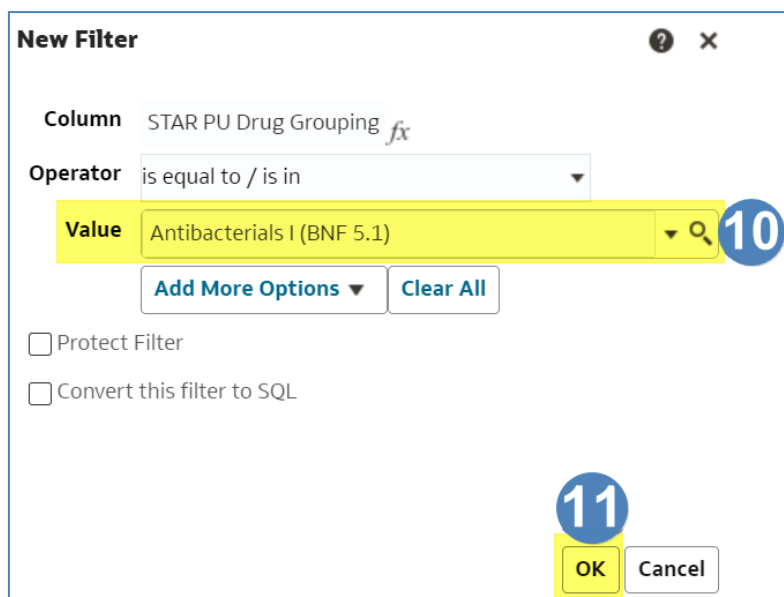 New Filter
Column STAR PU Drug Grouping fx
Operator is equal to / is in
Value Antibacterials I (BNF 5.1) 10
Add More Options Clear All
Protect Filter
Convert this filter to SQL
11
OK Cancel